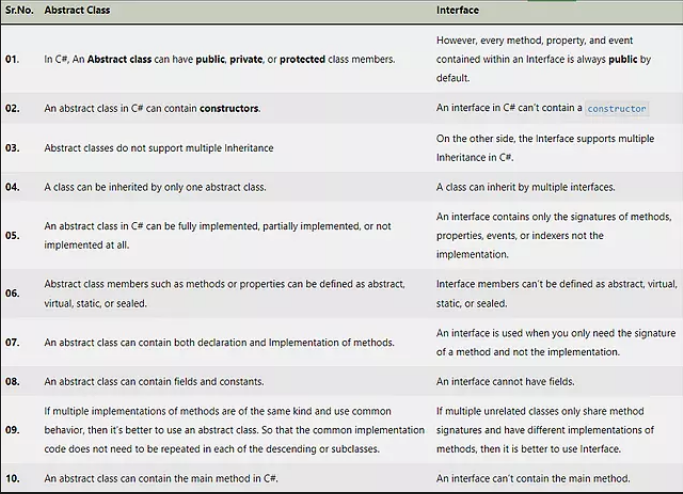 Sr.No. Abstract Class Interface
01. In C#, An Abstract class can have public, private, or protected class members.
However, every method, property, and event
contained within an Interface is always public by
default.
02. An abstract class in C# can contain constructors.
An interface in C# can't contain a constructor
03. Abstract classes do not support multiple Inheritance
On the other side, the Interface supports multiple
Inheritance in C#.
04. A class can be inherited by only one abstract class.
A class can inherit by multiple interfaces.
05. An abstract class in C# can be fully implemented, partially implemented, or not
implemented at all.
An interface contains only the signatures of methods,
properties, events, or indexers not the
implementation.
06. Abstract class members such as methods or properties can be defined as abstract,
virtual, static, or sealed.
Interface members can't be defined as abstract, virtual,
static, or sealed.
07. An abstract class can contain both declaration and Implementation of methods.
An interface is used when you only need the signature
of a method and not the implementation.
08. An abstract class can contain fields and constants.
An interface cannot have fields.
09. If multiple implementations of methods are of the same kind and use common
behavior, then it's better to use an abstract class. So that the common implementation
code does not need to be repeated in each of the descending or subclasses.
If multiple unrelated classes only share method
signatures and have different implementations of
methods, then it is better to use Interface.
10. An abstract class can contain the main method in C#.
An interface can't contain the main method.